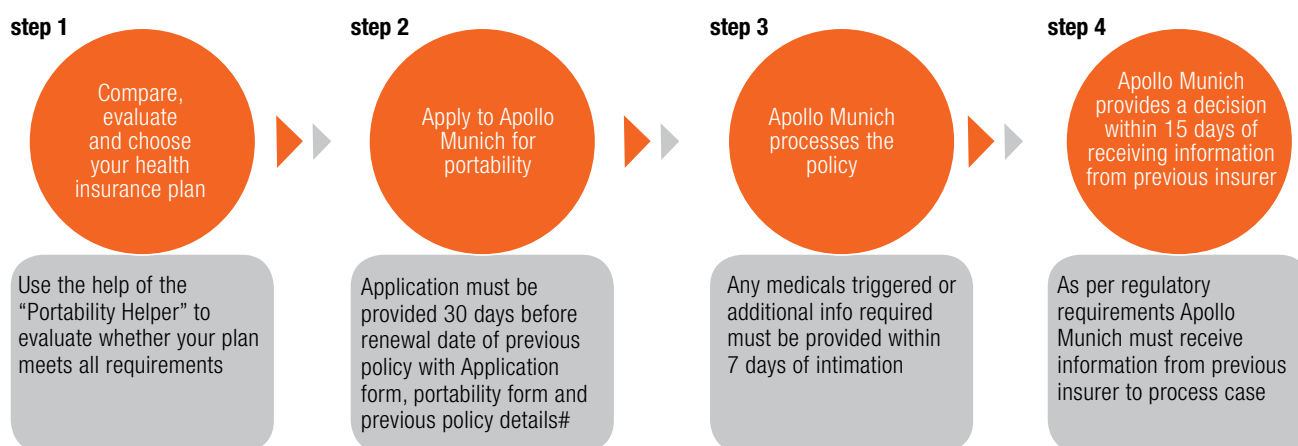 step 1
Compare,
evaluate
and choose
your health
insurance plan
Use the help of the
“Portability Helper” to
evaluate whether your plan
meets all requirements
step 2
Apply to Apollo
Munich for
portability
Application must be
provided 30 days before
renewal date of previous
policy with Application
form, portability form and
previous policy details#
step 3
Apollo Munich
processes the
policy
Any medicals triggered or
additional info required
must be provided within
7 days of intimation
step 4
Apollo Munich
provides a decision
within 15 days of
receiving information
from previous insurer
As per regulatory
requirements Apollo
Munich must receive
information from previous
insurer to process case